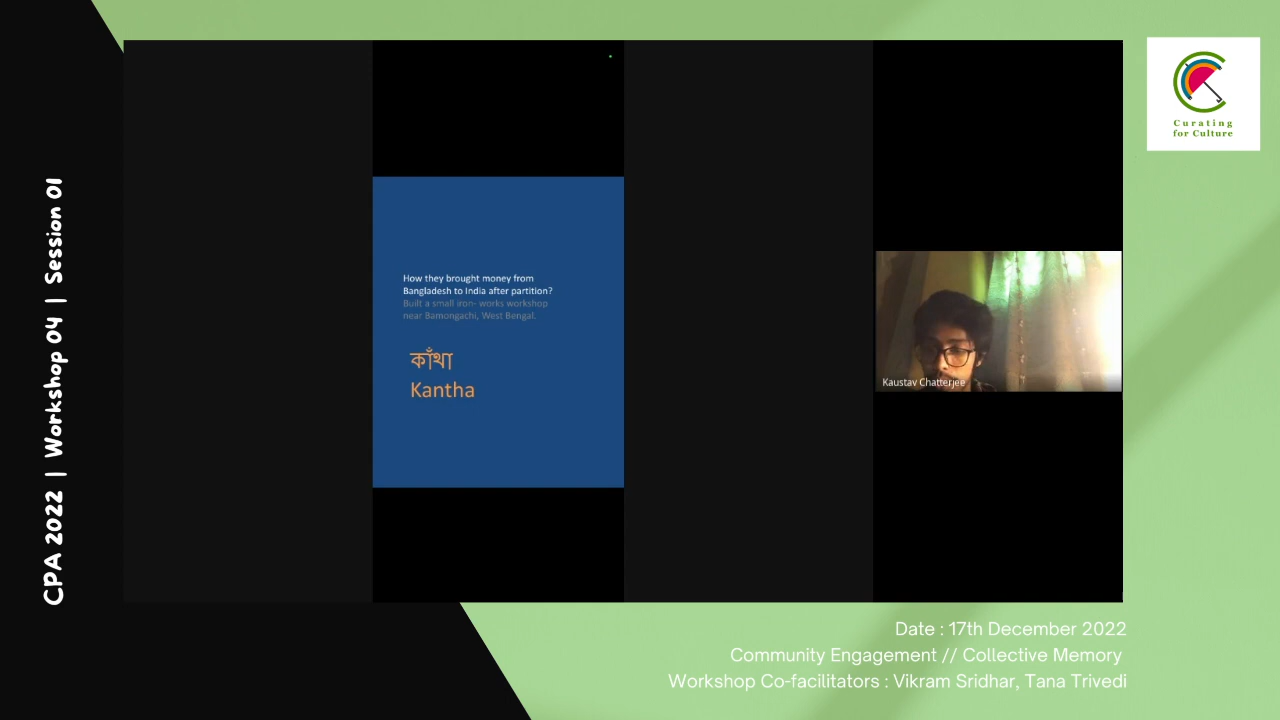 CPA 2022 | Workshop 04 | Session 01
How they brought money from
Bangladesh to India after partition?
Built a small iron- works workshop
near Bamongachi, West Bengal.
কাঁথা
Kantha
Kaustav Chatterjee
Curating
for Culture
Date : 17th December 2022
Community Engagement // Collective Memory
Workshop Co-facilitators : Vikram Sridhar, Tana Trivedi